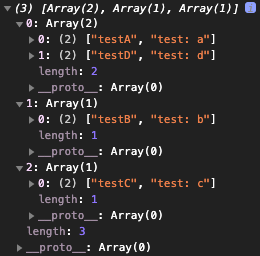 (3) [Array(2), Array(1), Array(1)] i
0: Array(2)
0: (2) ["testA", "test: a"]
1: (2) ["testD", "test: d"]
length: 2
__proto__: Array(0)
1: Array(1)
0: (2) ["testB", "test: b"]
length: 1
__proto__: Array(0)
2: Array(1)
0: (2) ["testC", "test: c"]
length: 1
__proto__: Array(0)
length: 3
__proto__: Array(0)